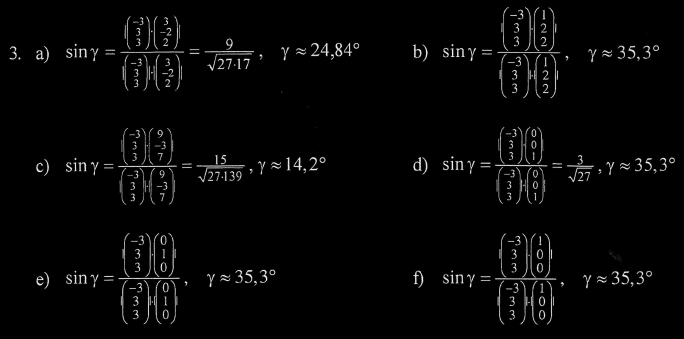 3. a) sin γ = |(−3 3 3)·(3 −2 2)| / |(−3 3 3)|·|(3 −2 2)| = 9/√27·17 , γ ≈ 24,84°
b) sin γ = |(−3 3 3)·(1 2 2)| / |(−3 3 3)|·|(1 2 2)| , γ ≈ 35,3°
c) sin γ = |(−3 3 3)·(9 −3 7)| / |(−3 3 3)|·|(9 −3 7)| = 15/√27·139 , γ ≈ 14,2°
d) sin γ = |(−3 3 3)·(0 0 1)| / |(−3 3 3)|·|(0 0 1)| = 3/√27 , γ ≈ 35,3°
e) sin γ = |(−3 3 3)·(0 1 0)| / |(−3 3 3)|·|(0 1 0)| , γ ≈ 35,3°
f) sin γ = |(−3 3 3)·(1 0 0)| / |(−3 3 3)|·|(1 0 0)| , γ ≈ 35,3°